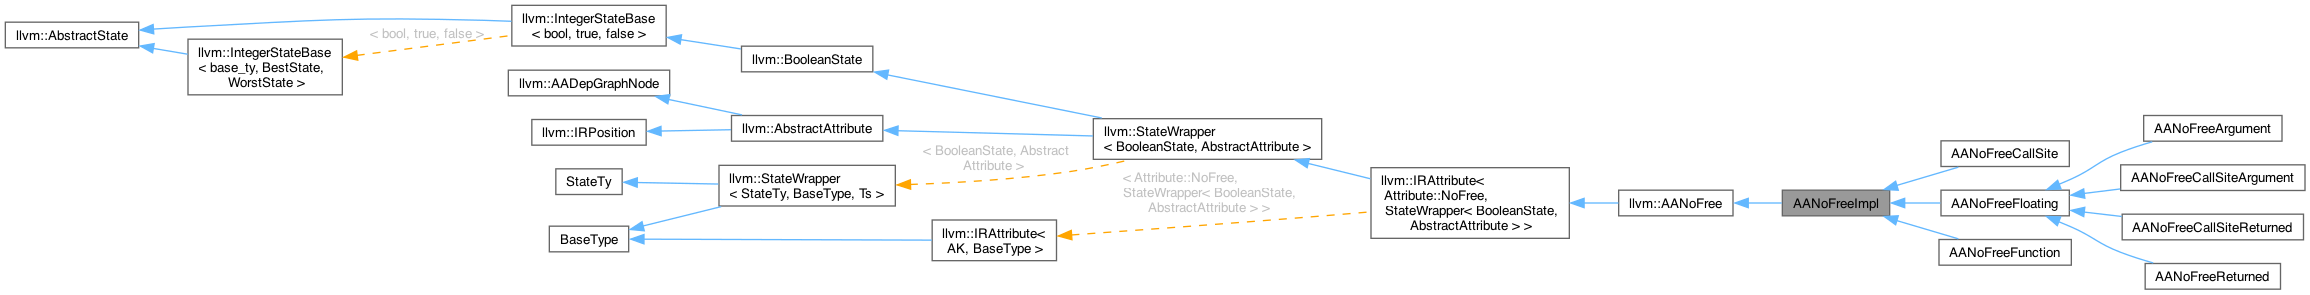 llvm::AbstractState
llvm::IntegerStateBase
< base_ty, BestState,
WorstState >
< bool, true, false >
llvm::IntegerStateBase
< bool, true, false >
llvm::AADepGraphNode
llvm::IRPosition
StateTy
BaseType
llvm::BooleanState
llvm::AbstractAttribute
llvm::StateWrapper
< StateTy, BaseType, Ts >
< BooleanState, Abstract
Attribute >
llvm::IRAttribute<
AK, BaseType >
llvm::StateWrapper
< BooleanState, AbstractAttribute >
< Attribute::NoFree,
StateWrapper< BooleanState,
AbstractAttribute > >
llvm::IRAttribute<
Attribute::NoFree,
StateWrapper< BooleanState,
AbstractAttribute > >
llvm::AANoFree
AANoFreeImpl
AANoFreeCallSite
AANoFreeFloating
AANoFreeFunction
AANoFreeArgument
AANoFreeCallSiteArgument
AANoFreeCallSiteReturned
AANoFreeReturned